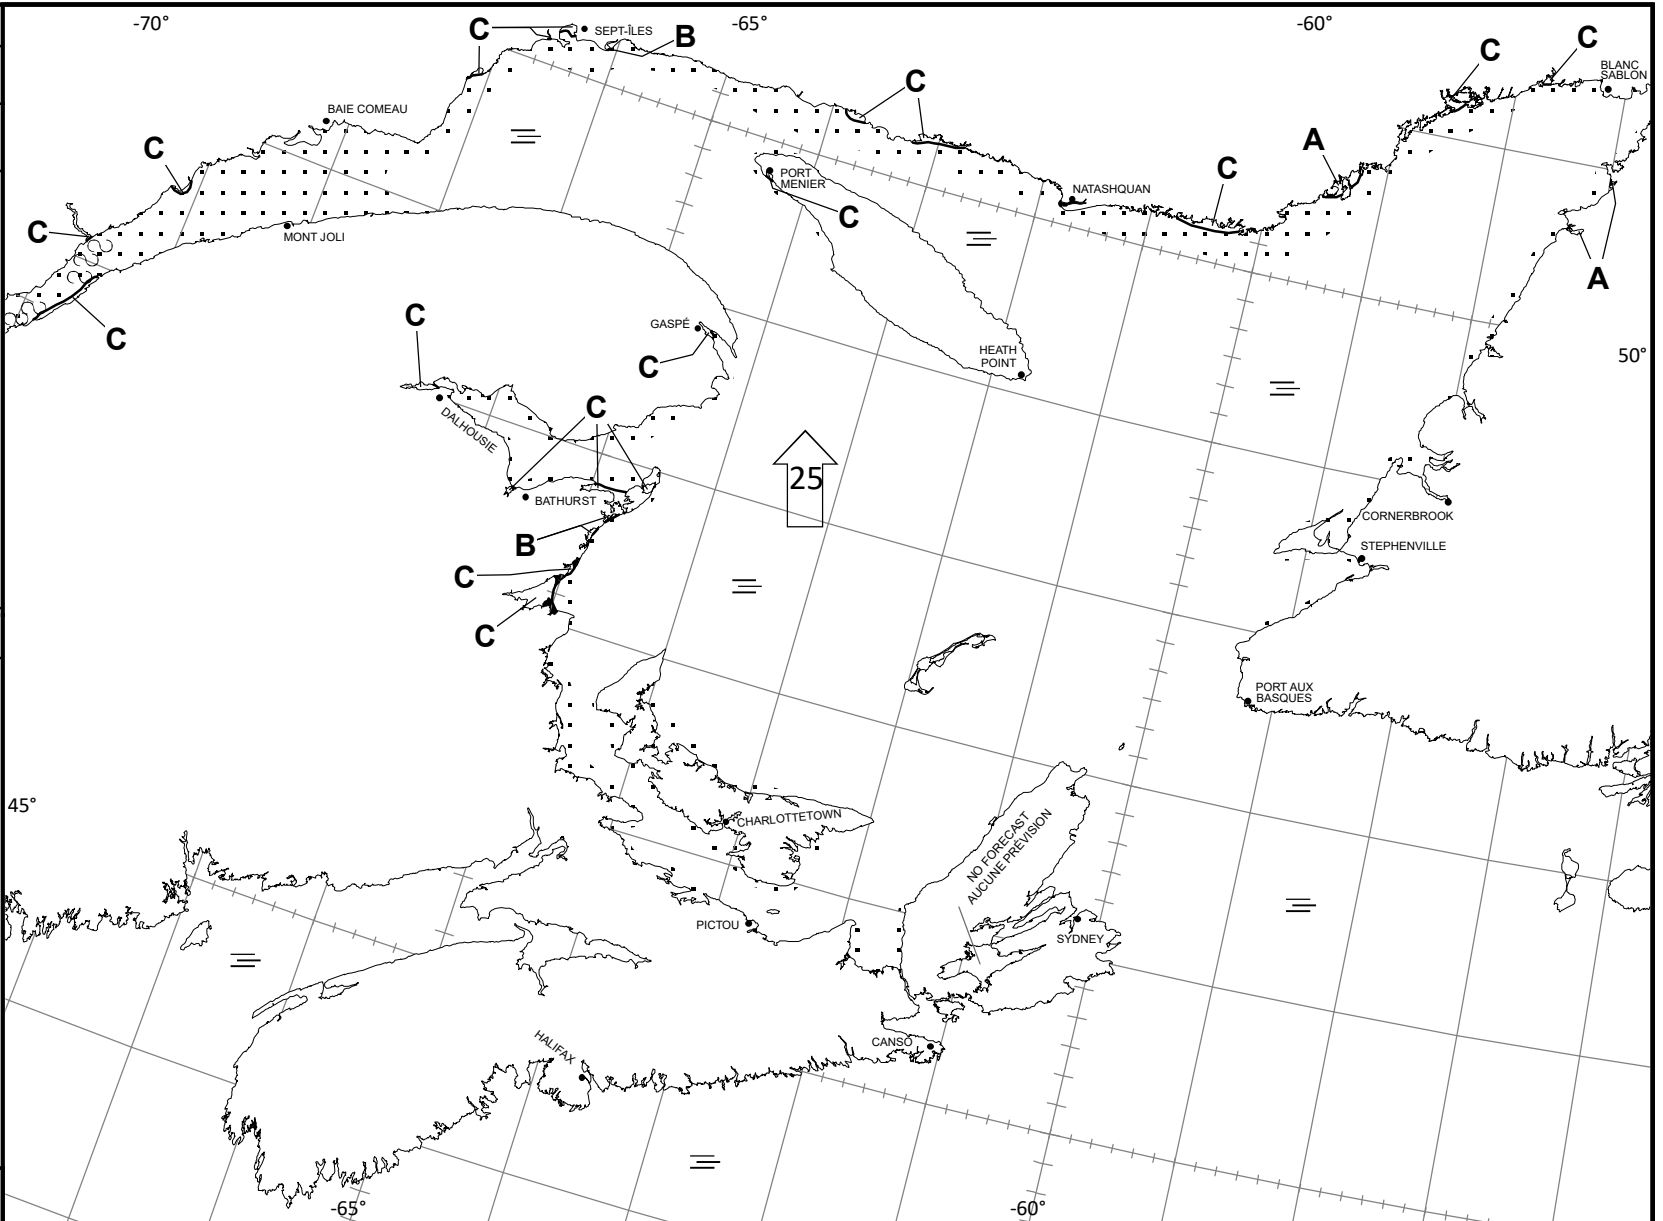 -70°
-65°
-60°
C
SEPT-ÎLES
B
C
C
BLANC
SABLON
C
BAIE COMEAU
C
A
C
PORT
MENIER
NATASHQUAN
C
C
MONT JOLI
A
C
C
GASPÉ
C
HEATH
POINT
50°
DALHOUSIE
C
25
BATHURST
CORNERBROOK
B
STEPHENVILLE
C
C
PORT AUX
BASQUES
45°
CHARLOTTETOWN
NO FORECAST
AUCUNE PRÉVISION
PICTOU
SYDNEY
HALIFAX
CANSO
-65°
-60°